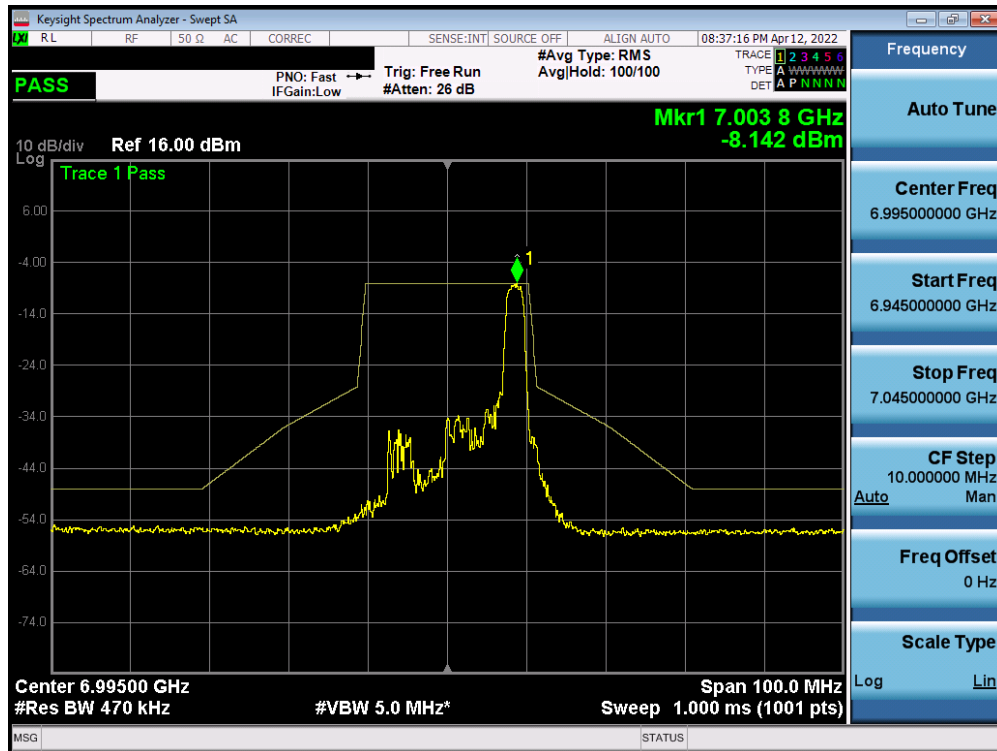 Keysight Spectrum Analyzer - Swept SA
LXI RL RF 50 Ω AC CORREC SENSE:INT SOURCE OFF ALIGN AUTO 08:37:16 PM Apr 12, 2022
PASS
PNO: Fast
IFGain:Low
Trig: Free Run
#Atten: 26 dB
#Avg Type: RMS
Avg|Hold: 100/100
TRACE 1 2 3 4 5 6
TYPE A WWWWW
DET A P N N N N
Frequency
Mkr1 7.003 8 GHz
-8.142 dBm
10 dB/div Ref 16.00 dBm
Log
Trace 1 Pass
6.00
-4.00
-14.0
-24.0
-34.0
-44.0
-54.0
-64.0
-74.0
1
Center 6.99500 GHz
#Res BW 470 kHz
#VBW 5.0 MHz*
Span 100.0 MHz
Sweep 1.000 ms (1001 pts)
Auto Tune
Center Freq
6.995000000 GHz
Start Freq
6.945000000 GHz
Stop Freq
7.045000000 GHz
CF Step
10.000000 MHz
Auto Man
Freq Offset
0 Hz
Scale Type
Log Lin
MSG STATUS